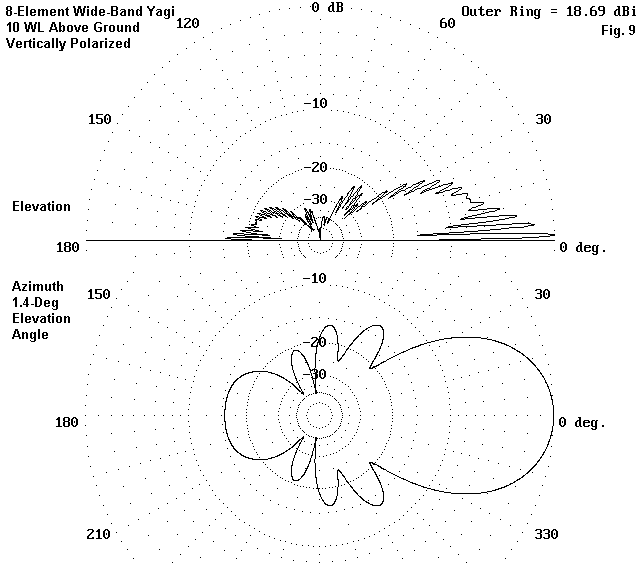 8-Element Wide-Band Yagi
10 WL Above Ground
Vertically Polarized
0 dB
Outer Ring = 18.69 dBi
Fig. 9
120
60
-10
150
30
-20
-30
Elevation
180
0 deg.
-10
Azimuth
1.4-Deg
Elevation
Angle
150
30
-20
-30
180
0 deg.
210
330